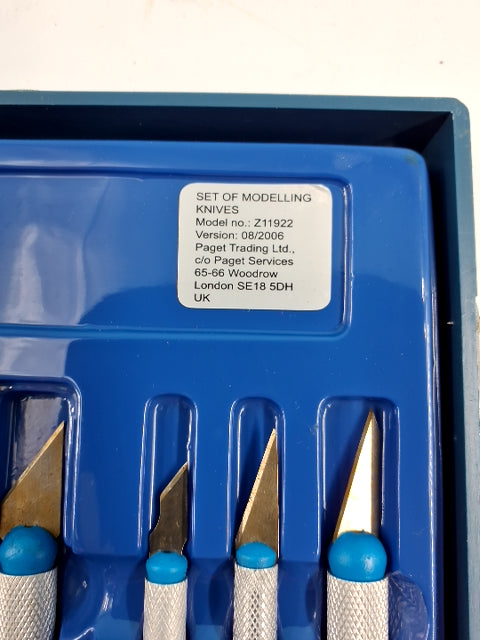 SET OF MODELLING
KNIVES
Model no.: Z11922
Version: 08/2006
Paget Trading Ltd.,
c/o Paget Services
65-66 Woodrow
London SE18 5DH
UK